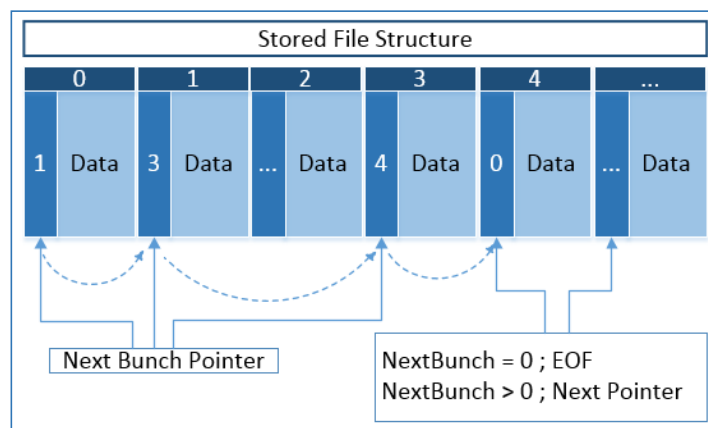 Stored File Structure
0 1 2 3 4 ...
1 Data 3 Data ... Data 4 Data 0 Data ... Data
Next Bunch Pointer
NextBunch = 0 ; EOF
NextBunch > 0 ; Next Pointer